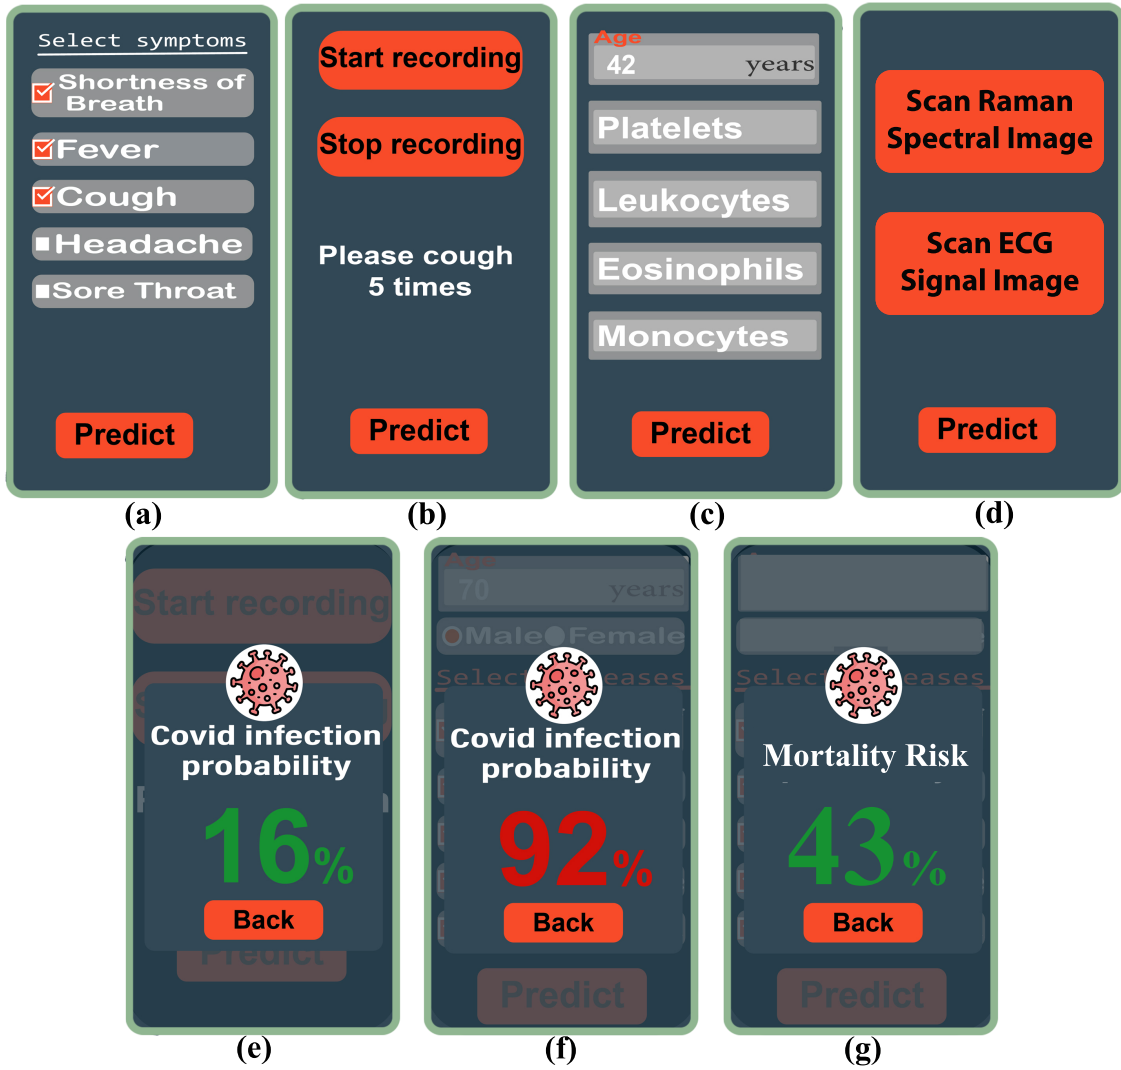 Select symptoms
Shortness of
Breath
Fever
Cough
Headache
Sore Throat
Predict
(a)
Start recording
Stop recording
Please cough
5 times
Predict
(b)
Age
42 years
Platelets
Leukocytes
Eosinophils
Monocytes
Predict
(c)
Scan Raman
Spectral Image
Scan ECG
Signal Image
Predict
(d)
Start recording
Covid infection
probability
16%
Back
Predict
(e)
Age
70 years
Male Female
Covid infection
probability
92%
Back
Predict
(f)
Mortality Risk
43%
Back
Predict
(g)